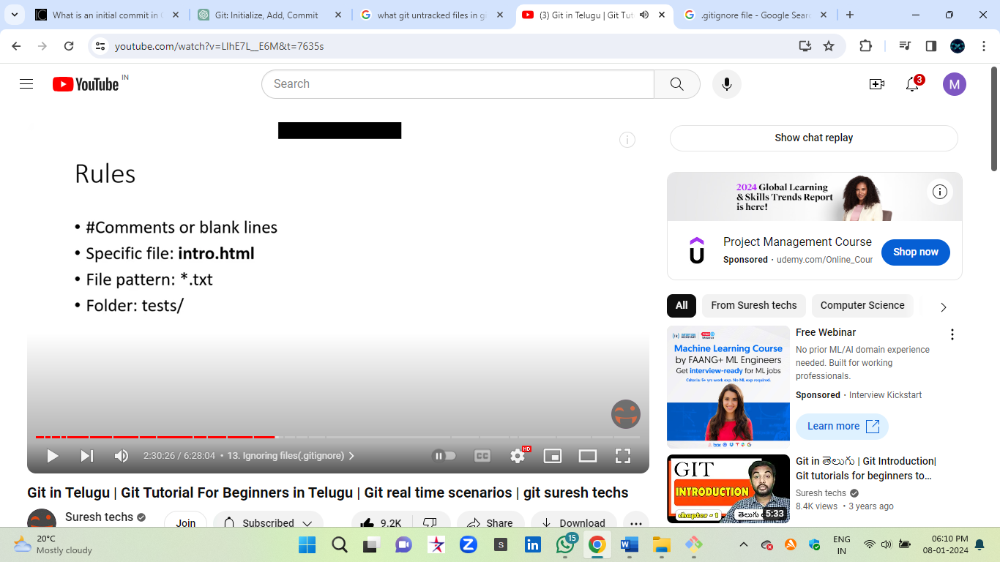 What is an initial commit in
Git: Initialize, Add, Commit
what git untracked files in gi
(3) Git in Telugu | Git Tut
.gitignore file - Google Searc
youtube.com/watch?v=LlhE7L__E6M&t=7635s
YouTube IN
Search
3
M
Show chat replay
Rules
• #Comments or blank lines
• Specific file: intro.html
• File pattern: *.txt
• Folder: tests/
2024 Global Learning
& Skills Trends Report
is here!
Project Management Course
Sponsored · udemy.com/Online_Cour
Shop now
All From Suresh techs Computer Science
Machine Learning Course
by FAANG+ ML Engineers
Get interview-ready for ML jobs
Criteria: 5+ yrs work exp. No ML exp required.
Free Webinar
No prior ML/AI domain experience
needed. Built for working
professionals.
Sponsored · Interview Kickstart
Learn more
2:30:26 / 6:28:04 • 13. Ignoring files(.gitignore)
CC
HD
Git in Telugu | Git Tutorial For Beginners in Telugu | Git real time scenarios | git suresh techs
Suresh techs
Join
Subscribed
9.2K
Share
Download
GIT
INTRODUCTION
chapter - 1
5:33
Git in తెలుగు | Git Introduction|
Git tutorials for beginners to...
Suresh techs
8.4K views • 3 years ago
20°C
Mostly cloudy
S
15
ENG
IN
06:10 PM
08-01-2024